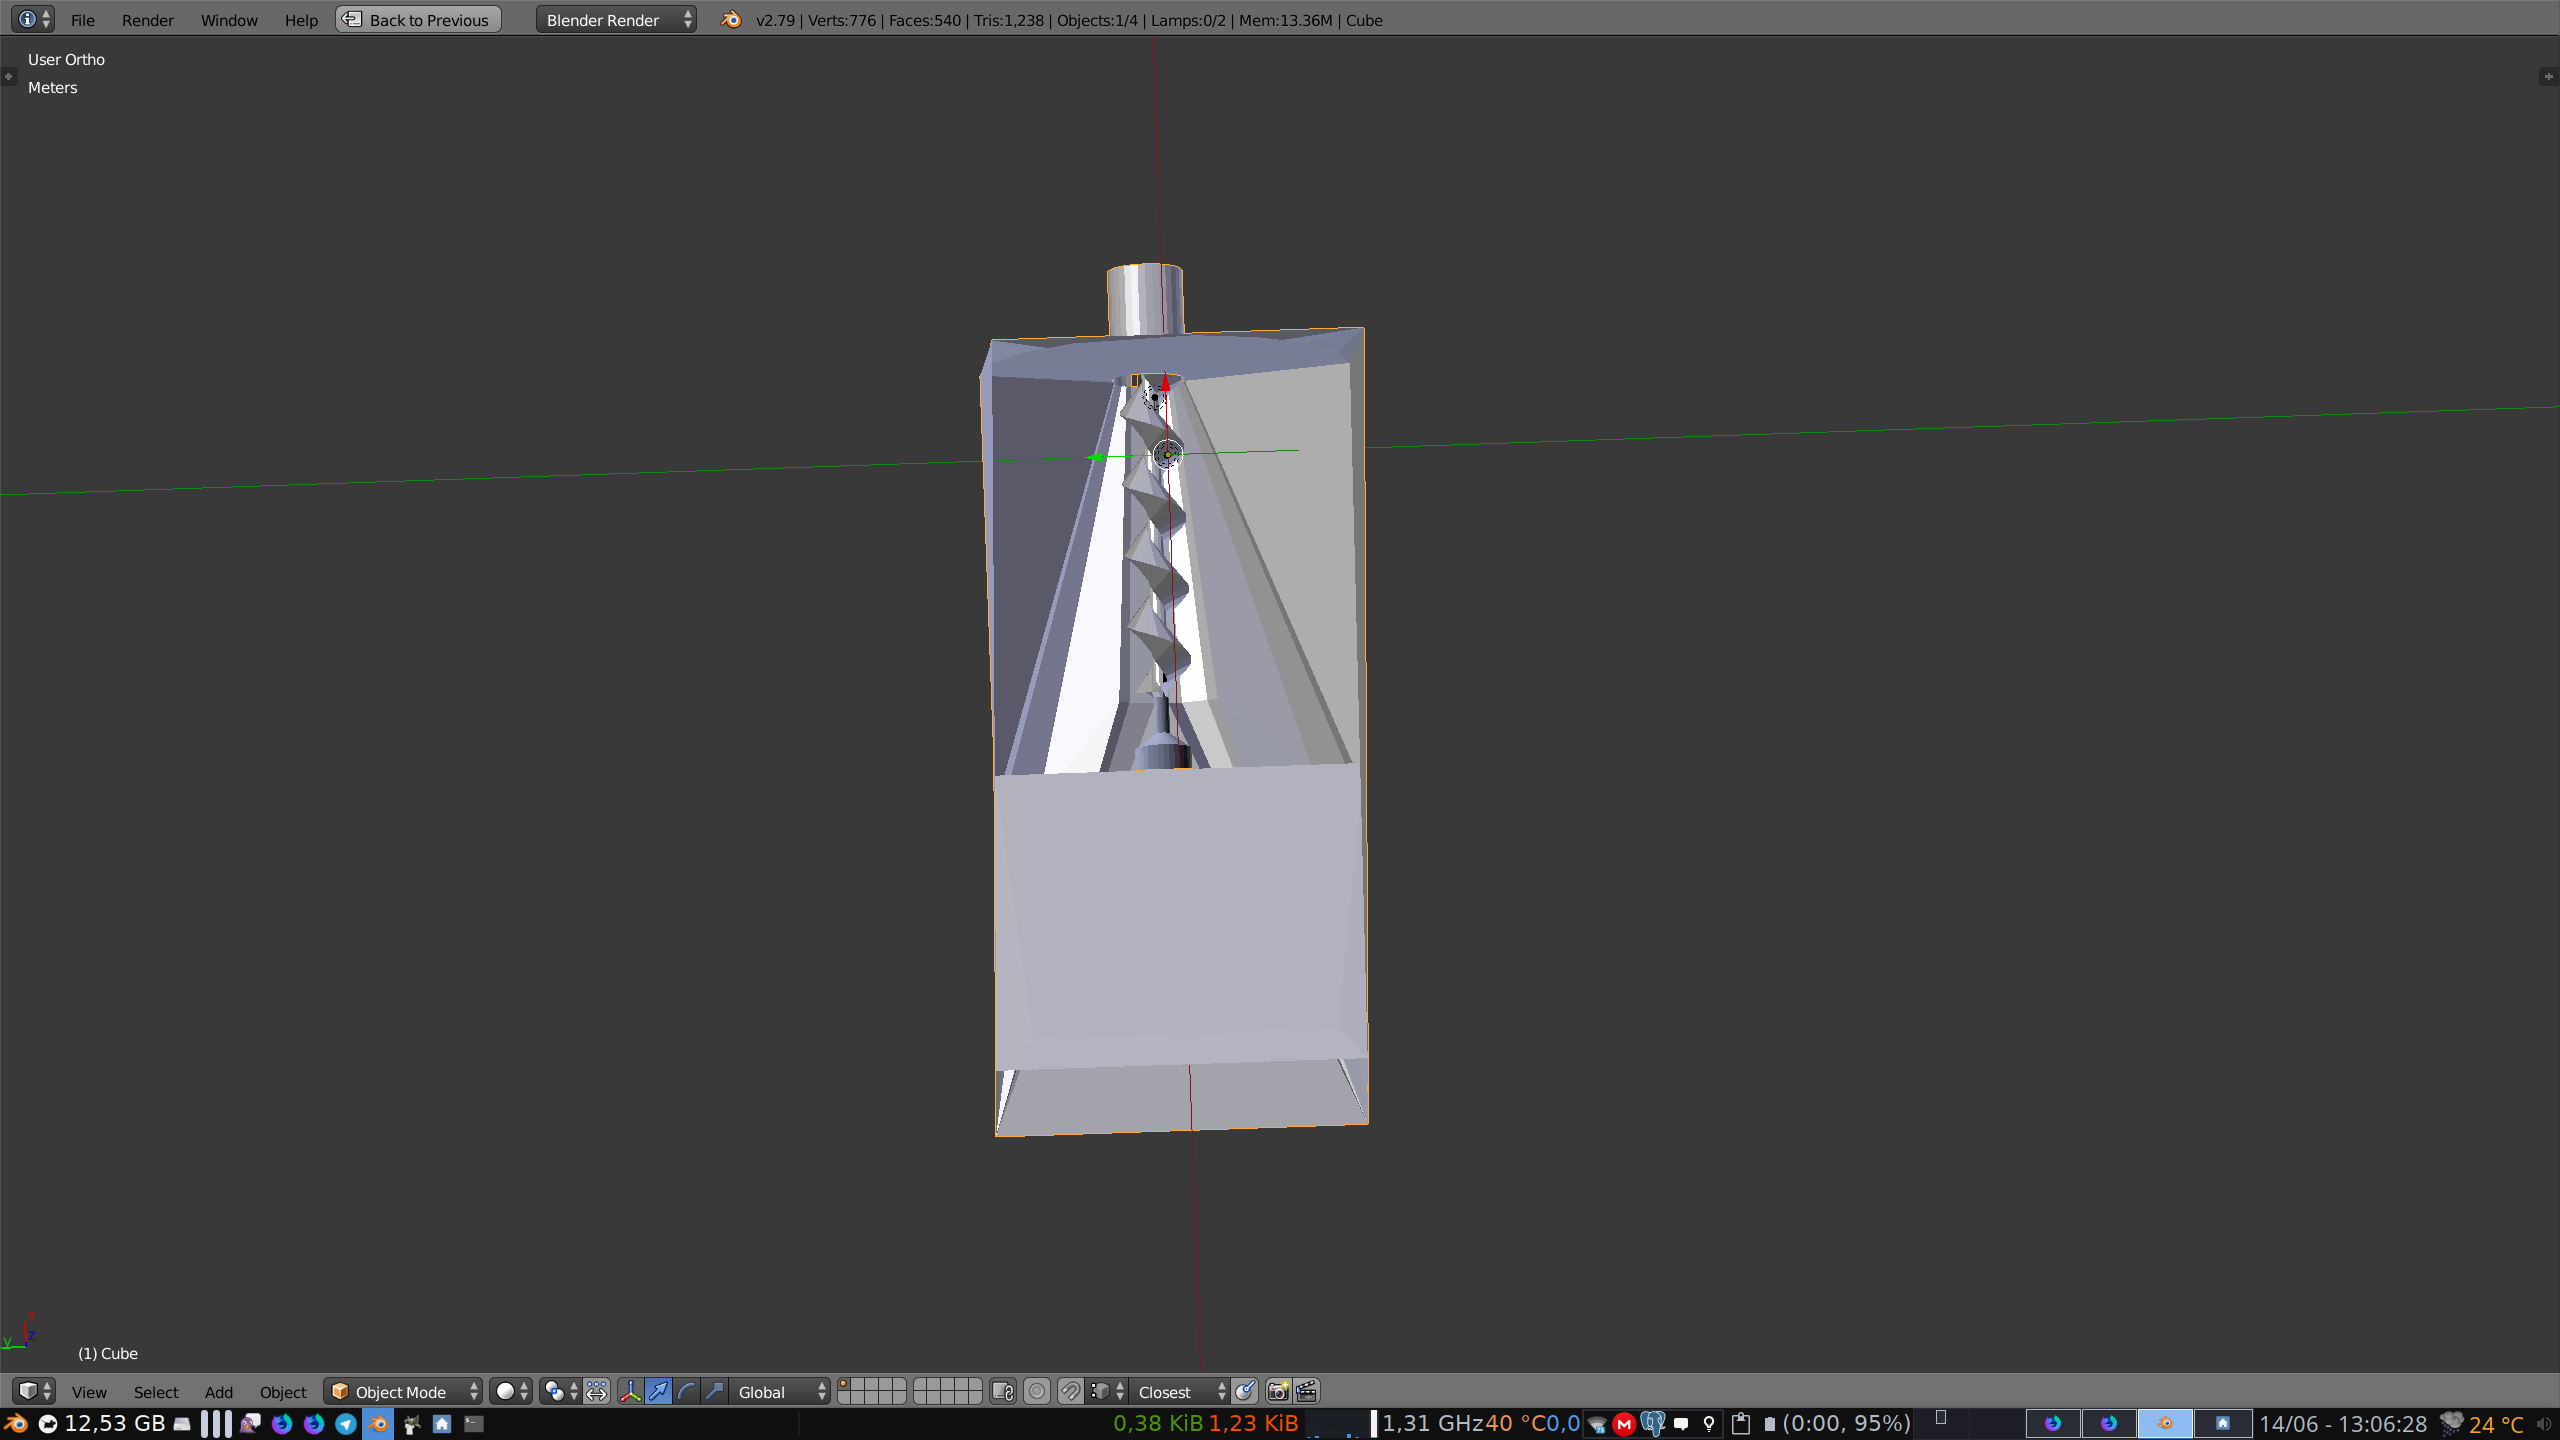 File Render Window Help Back to Previous Blender Render v2.79 | Verts:776 | Faces:540 | Tris:1,238 | Objects:1/4 | Lamps:0/2 | Mem:13.36M | Cube
User Ortho
Meters
x
y z
(1) Cube
View Select Add Object Object Mode Global Closest
12,53 GB 0,38 KiB 1,23 KiB 1,31 GHz 40 °C 0,0 M (0:00, 95%) 14/06 - 13:06:28 24 °C